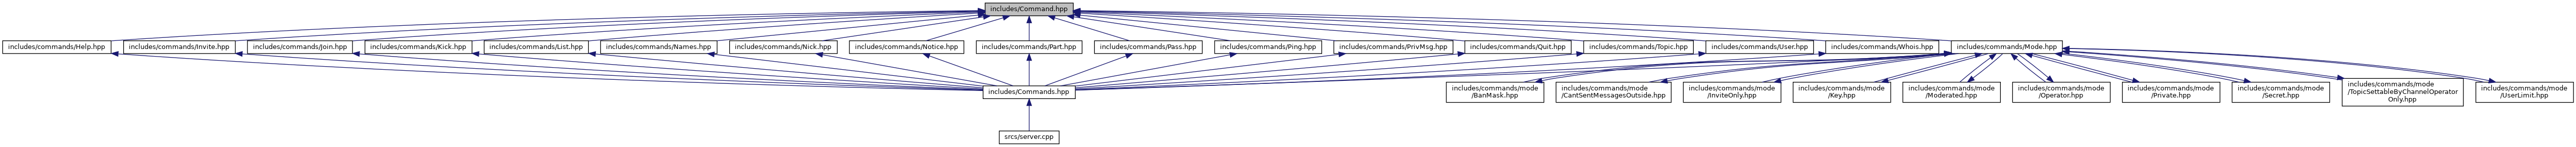 includes/Command.hpp
includes/commands/Help.hpp
includes/commands/Invite.hpp
includes/commands/Join.hpp
includes/commands/Kick.hpp
includes/commands/List.hpp
includes/commands/Names.hpp
includes/commands/Nick.hpp
includes/commands/Notice.hpp
includes/commands/Part.hpp
includes/commands/Pass.hpp
includes/commands/Ping.hpp
includes/commands/PrivMsg.hpp
includes/commands/Quit.hpp
includes/commands/Topic.hpp
includes/commands/User.hpp
includes/commands/Whois.hpp
includes/commands/Mode.hpp
includes/Commands.hpp
includes/commands/mode
/BanMask.hpp
includes/commands/mode
/CantSentMessagesOutside.hpp
includes/commands/mode
/InviteOnly.hpp
includes/commands/mode
/Key.hpp
includes/commands/mode
/Moderated.hpp
includes/commands/mode
/Operator.hpp
includes/commands/mode
/Private.hpp
includes/commands/mode
/Secret.hpp
includes/commands/mode
/TopicSettableByChannelOperator
Only.hpp
includes/commands/mode
/UserLimit.hpp
srcs/server.cpp